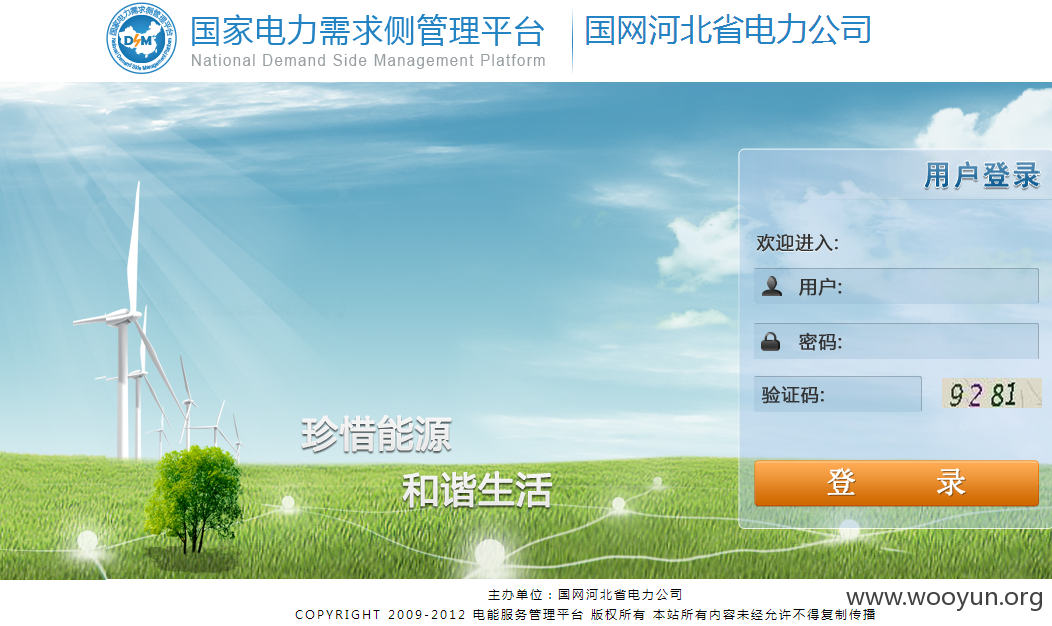 国家电力需求侧管理平台
National Demand Side Management Platform
国网河北省电力公司
用户登录
欢迎进入:
用户:
密码:
验证码:
9281
登 录
珍惜能源
和谐生活
主办单位：国网河北省电力公司
COPYRIGHT 2009-2012 电能服务管理平台 版权所有 本站所有内容未经允许不得复制传播
www.wooyun.org